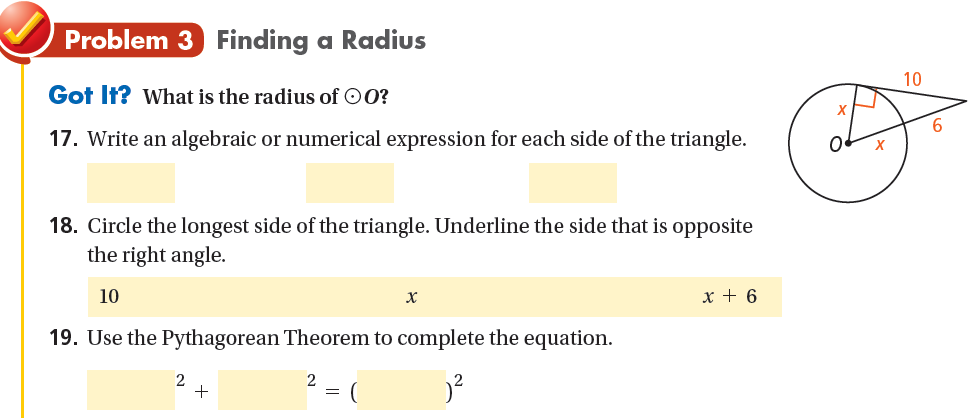 Problem 3 Finding a Radius
Got It? What is the radius of ⊙O?
10
x
6
O
x
17. Write an algebraic or numerical expression for each side of the triangle.
18. Circle the longest side of the triangle. Underline the side that is opposite
the right angle.
10 x x + 6
19. Use the Pythagorean Theorem to complete the equation.
² + ² = ( )²